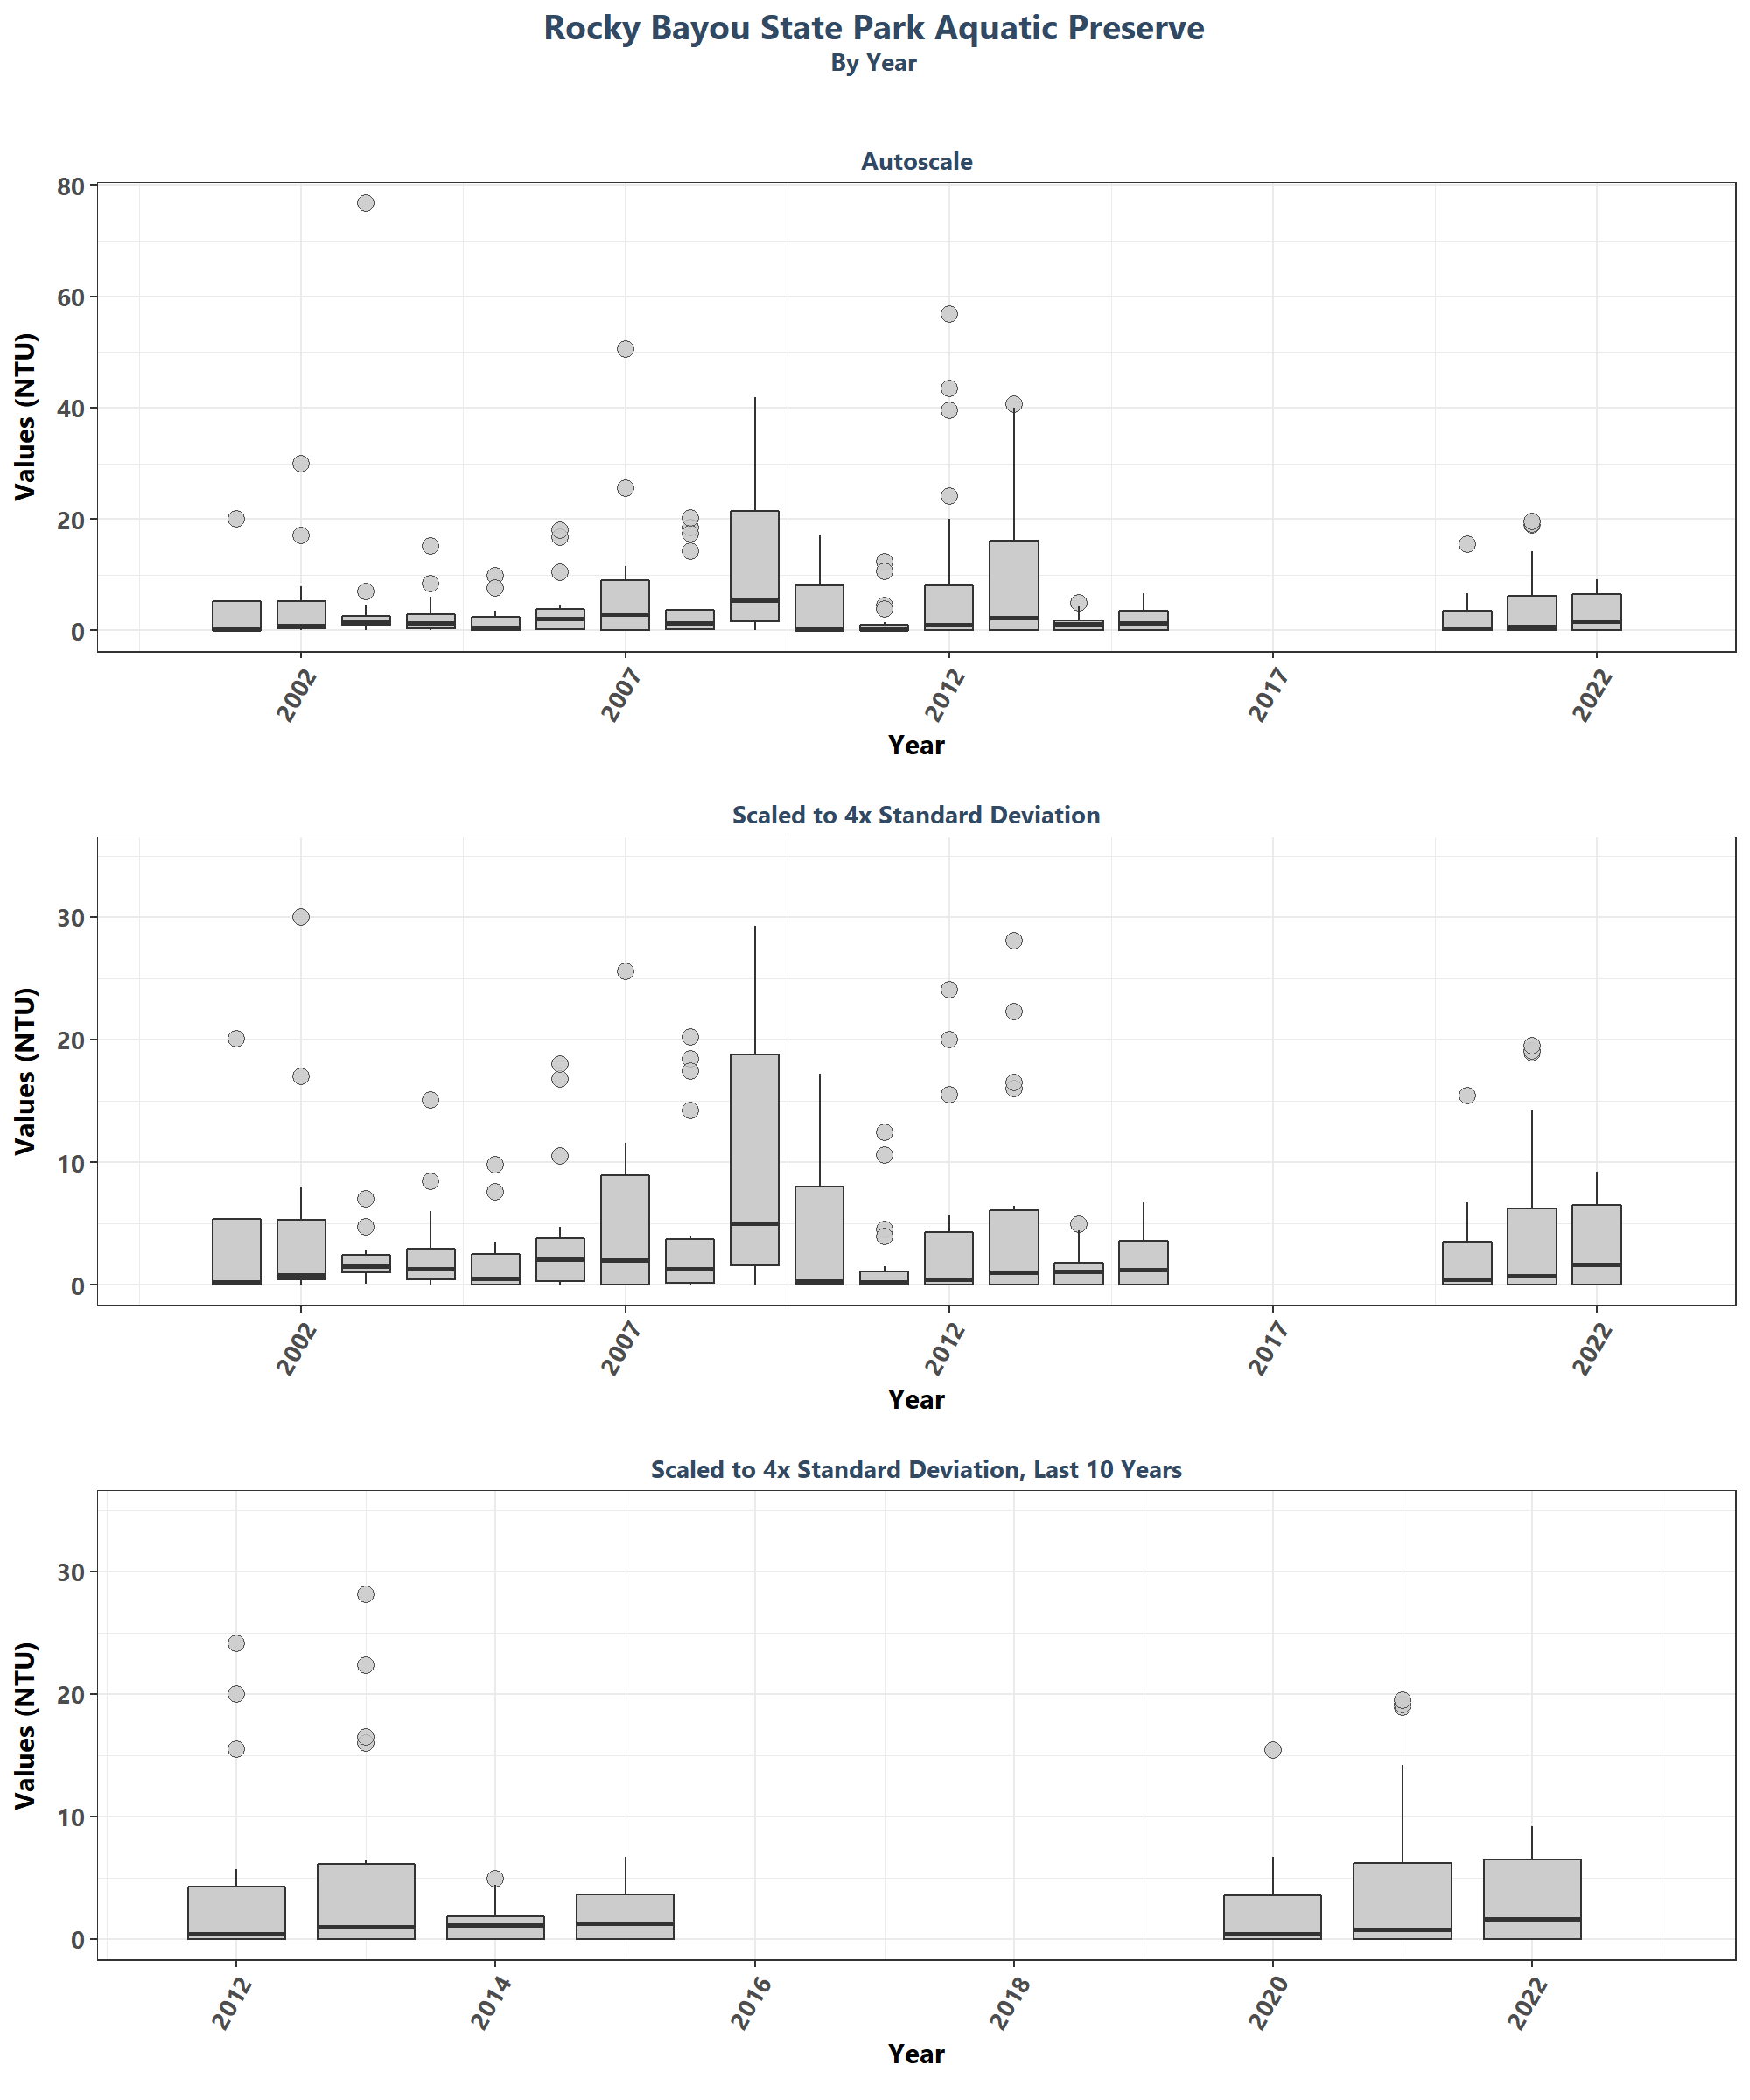 Rocky Bayou State Park Aquatic Preserve
By Year
Autoscale
Values (NTU)
80
60
40
20
0
2002
2007
2012
2017
2022
Year
Scaled to 4x Standard Deviation
Values (NTU)
30
20
10
0
2002
2007
2012
2017
2022
Year
Scaled to 4x Standard Deviation, Last 10 Years
Values (NTU)
30
20
10
0
2012
2014
2016
2018
2020
2022
Year